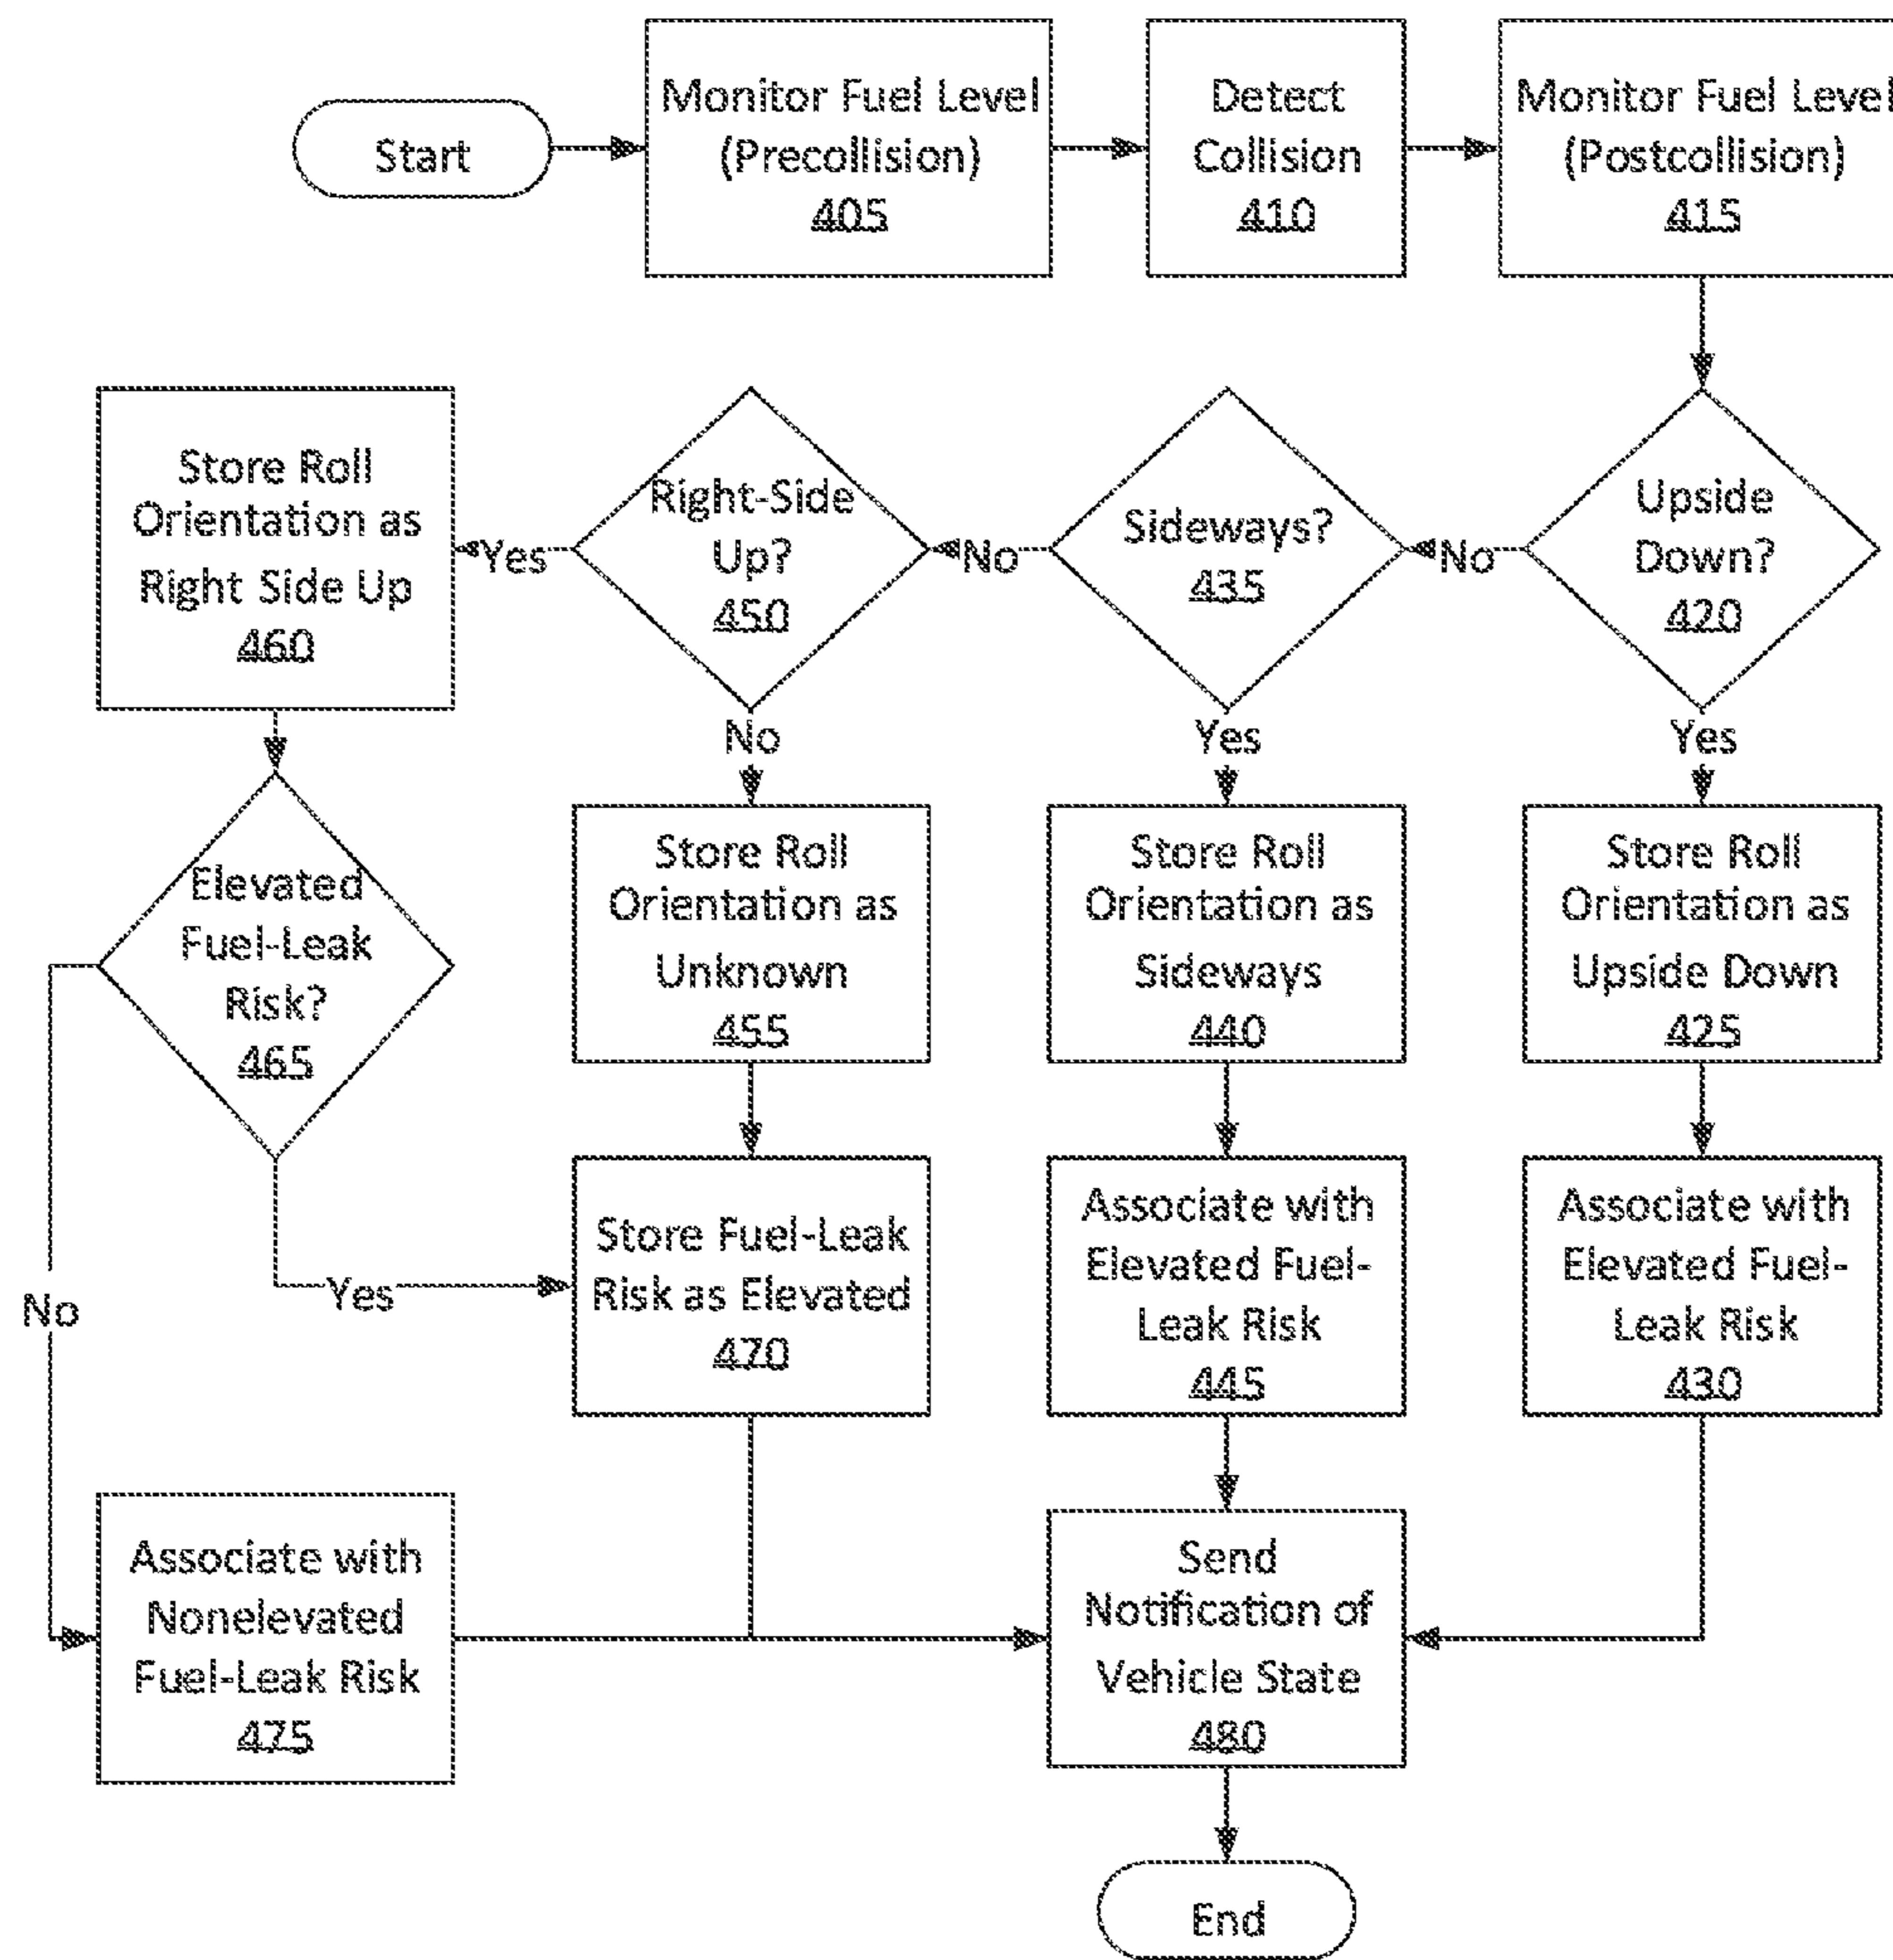 Start
Monitor Fuel Level
(Precollision)
405
Detect
Collision
410
Monitor Fuel Level
(Postcollision)
415
Upside
Down?
420
No
Sideways?
435
No
Right-Side
Up?
450
Yes
Store Roll
Orientation as
Right Side Up
460
No
Yes
Yes
Elevated
Fuel-Leak
Risk?
465
Store Roll
Orientation as
Unknown
455
Store Roll
Orientation as
Sideways
440
Store Roll
Orientation as
Upside Down
425
No
Yes
Store Fuel-Leak
Risk as Elevated
470
Associate with
Elevated Fuel-
Leak Risk
445
Associate with
Elevated Fuel-
Leak Risk
430
Associate with
Nonelevated
Fuel-Leak Risk
475
Send
Notification of
Vehicle State
480
End